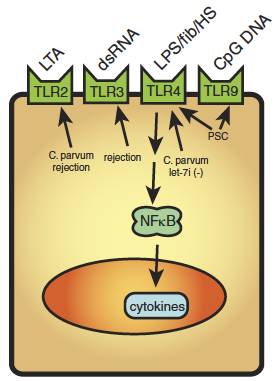 LTA
dsRNA
LPS/fib/HS
CpG DNA
TLR2
TLR3
TLR4
TLR9
C. parvum
rejection
rejection
C. parvum
let-7i (-)
PSC
NFκB
cytokines